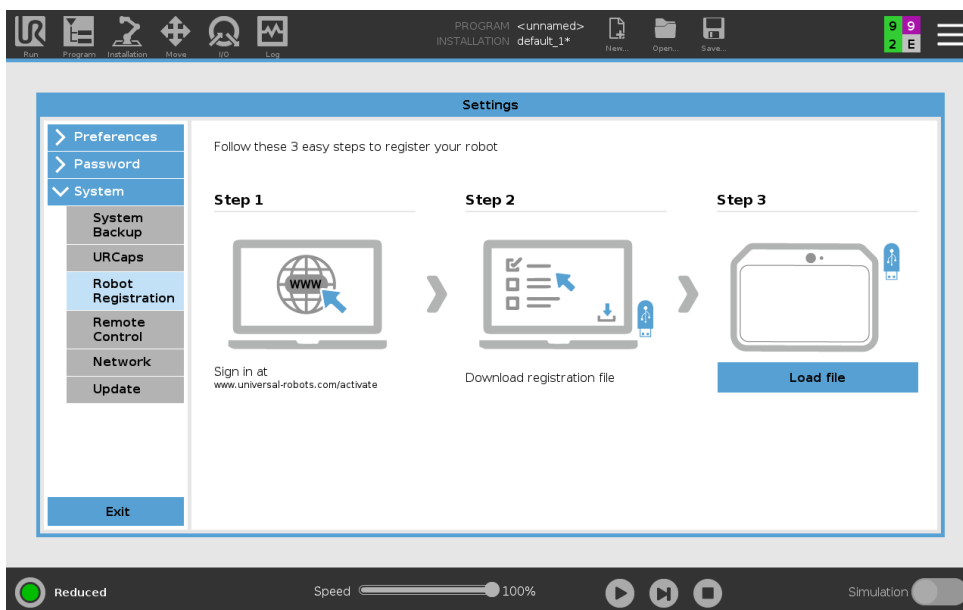 PROGRAM <unnamed>
INSTALLATION default_1*
Run
Program
Installation
Move
I/O
Log
New...
Open...
Save...
9 9
2 E
Settings
Preferences
Password
System
System
Backup
URCaps
Robot
Registration
Remote
Control
Network
Update
Exit
Follow these 3 easy steps to register your robot
Step 1
WWW
Sign in at
www.universal-robots.com/activate
Step 2
Download registration file
Step 3
Load file
Reduced
Speed
100%
Simulation